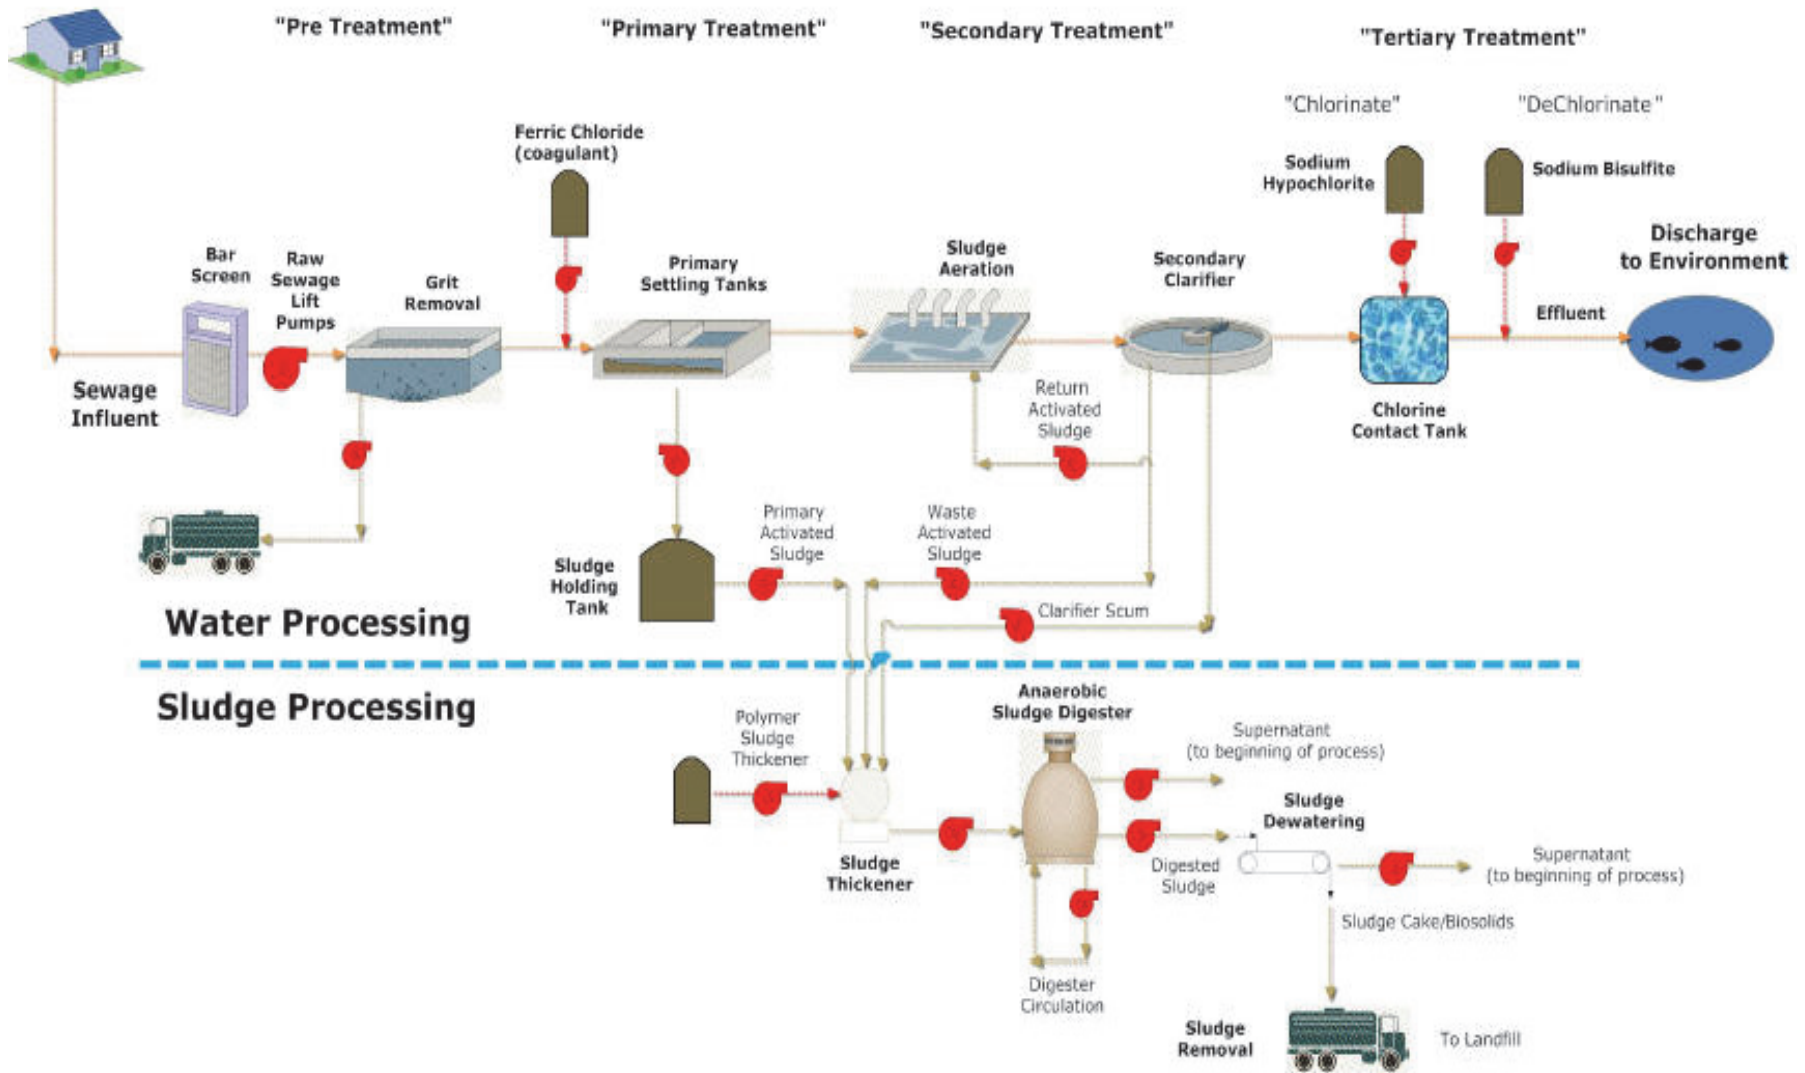 "Pre Treatment"
"Primary Treatment"
"Secondary Treatment"
"Tertiary Treatment"
"Chlorinate"
"DeChlorinate"
Ferric Chloride
(coagulant)
Sodium
Hypochlorite
Sodium Bisulfite
Bar
Screen
Raw
Sewage
Lift
Pumps
Grit
Removal
Primary
Settling Tanks
Sludge
Aeration
Secondary
Clarifier
Discharge
to Environment
Effluent
Sewage
Influent
Return
Activated
Sludge
Chlorine
Contact Tank
Sludge
Holding
Tank
Primary
Activated
Sludge
Waste
Activated
Sludge
Clarifier Scum
Water Processing
Sludge Processing
Polymer
Sludge
Thickener
Anaerobic
Sludge Digester
Supernatant
(to beginning of process)
Sludge
Dewatering
Sludge
Thickener
Digested
Sludge
Supernatant
(to beginning of process)
Sludge Cake/Biosolids
Digester
Circulation
Sludge
Removal
To Landfill